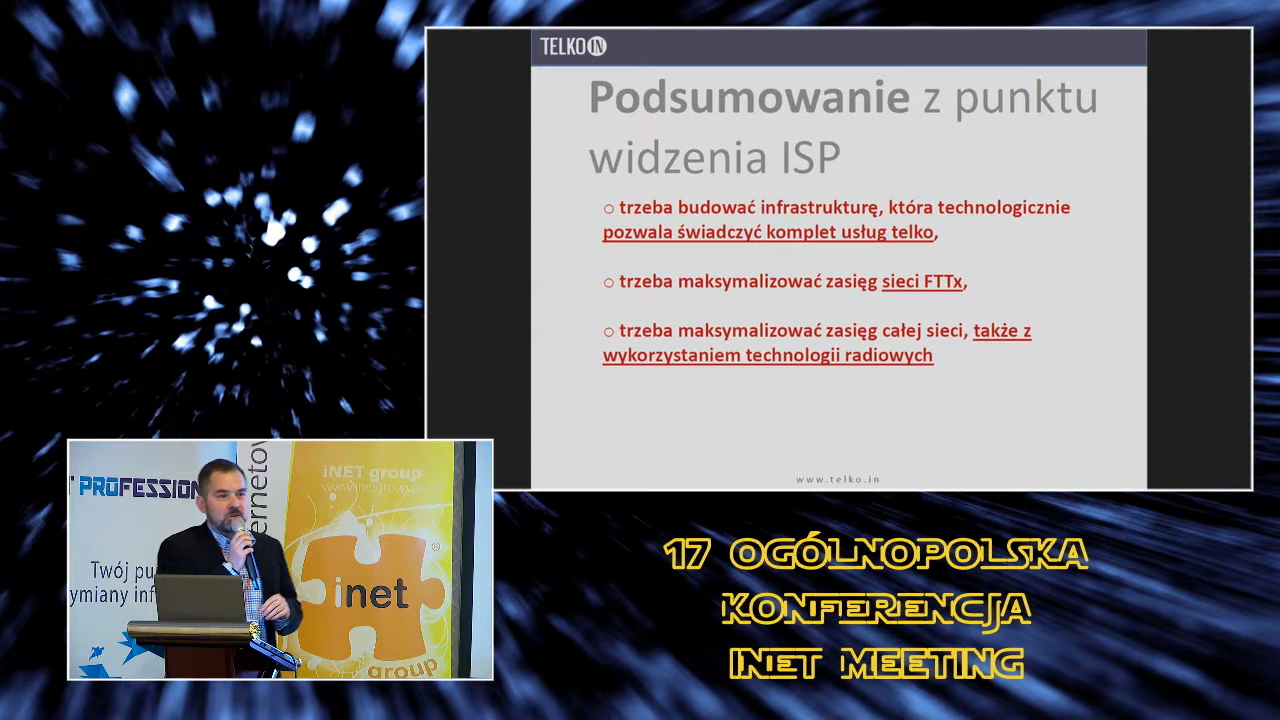 TELKO IN
Podsumowanie z punktu
widzenia ISP
○ trzeba budować infrastrukturę, która technologicznie
pozwala świadczyć komplet usług telko,
○ trzeba maksymalizować zasięg sieci FTTx,
○ trzeba maksymalizować zasięg całej sieci, także z
wykorzystaniem technologii radiowych
www.telko.in
PROFESSION
Twój pu
ymiany inf
ernetow
iNET group
www.inetgroup.pl
inet
®
group
17 OGÓLNOPOLSKA
KONFERENCJA
INET MEETING